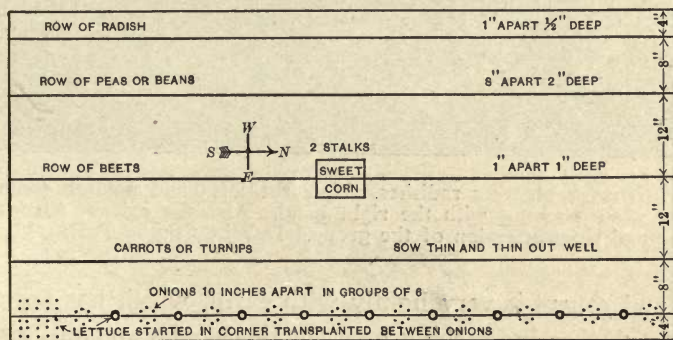 ROW OF RADISH 1" APART ½" DEEP 4"
8"
ROW OF PEAS OR BEANS 8" APART 2" DEEP
12"
W
S N
E
2 STALKS
SWEET
CORN
ROW OF BEETS 1" APART 1" DEEP
12"
CARROTS OR TURNIPS SOW THIN AND THIN OUT WELL
8"
ONIONS 10 INCHES APART IN GROUPS OF 6
LETTUCE STARTED IN CORNER TRANSPLANTED BETWEEN ONIONS
4"